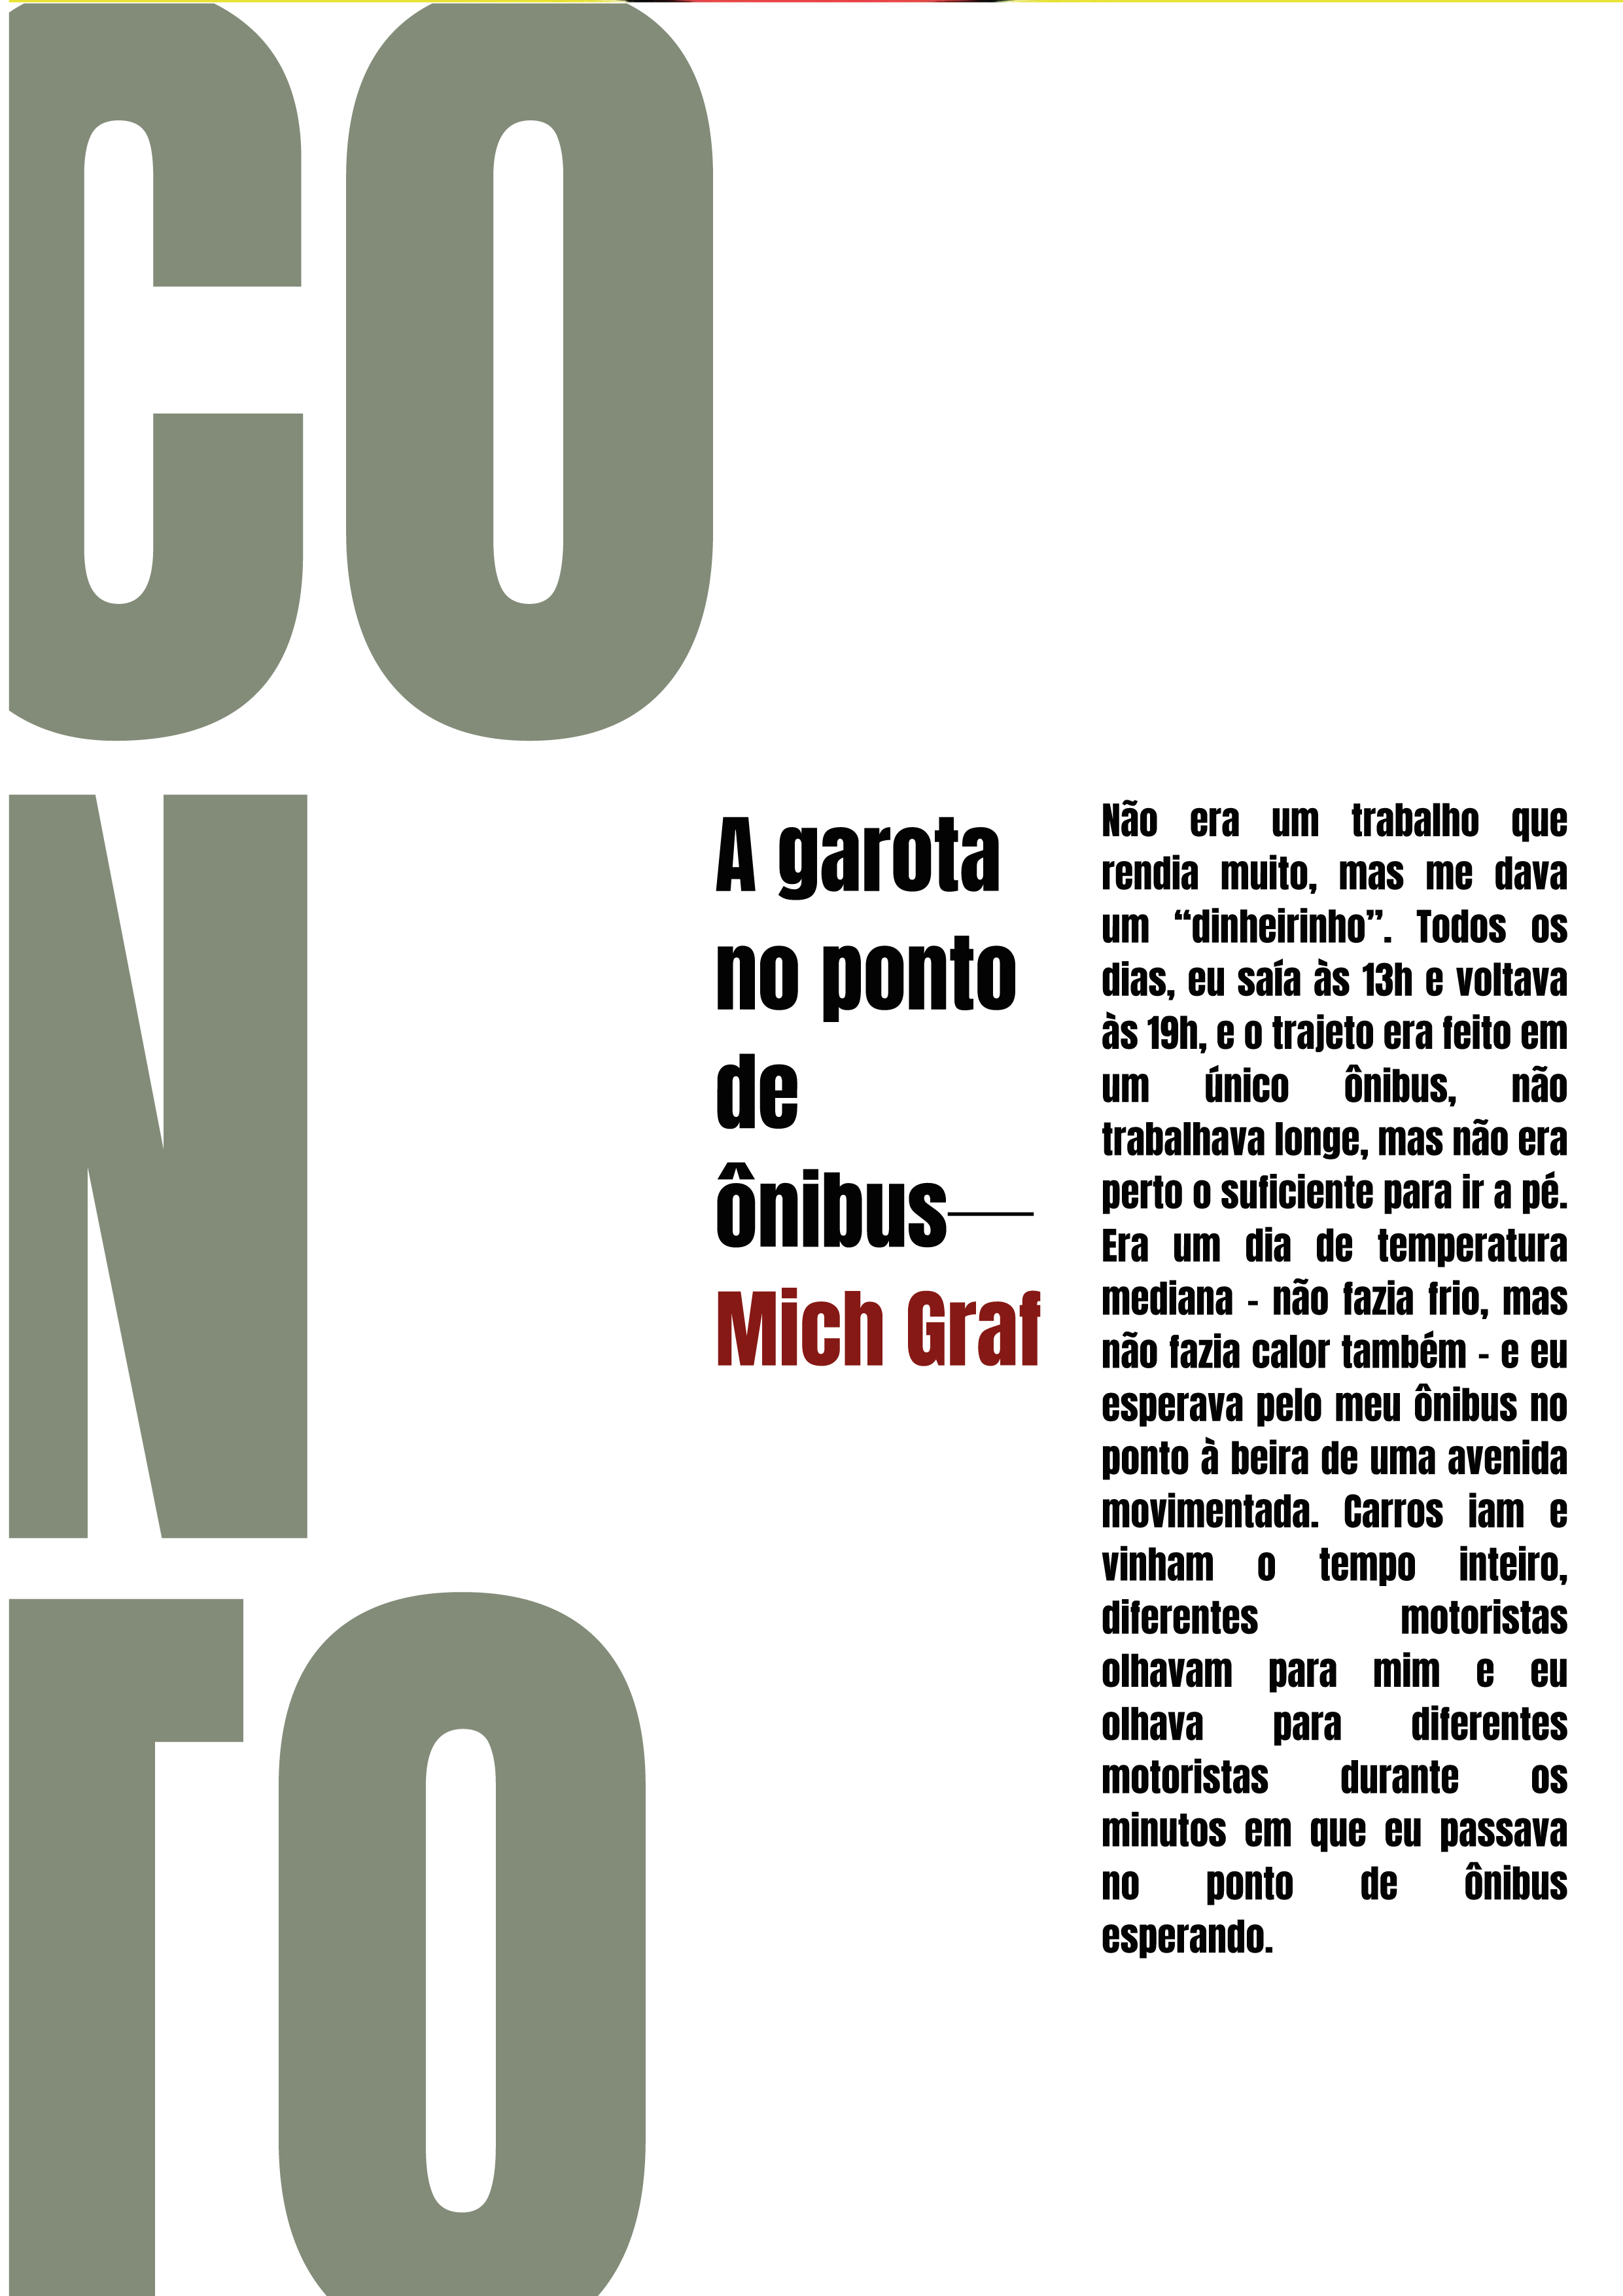 CO
N
TO
A garota
no ponto
de
ônibus—
Mich Graf
Não era um trabalho que
rendia muito, mas me dava
um “dinheirinho”. Todos os
dias, eu saía às 13h e voltava
às 19h, e o trajeto era feito em
um único ônibus, não
trabalhava longe, mas não era
perto o suficiente para ir a pé.
Era um dia de temperatura
mediana - não fazia frio, mas
não fazia calor também - e eu
esperava pelo meu ônibus no
ponto à beira de uma avenida
movimentada. Carros iam e
vinham o tempo inteiro,
diferentes motoristas
olhavam para mim e eu
olhava para diferentes
motoristas durante os
minutos em que eu passava
no ponto de ônibus
esperando.